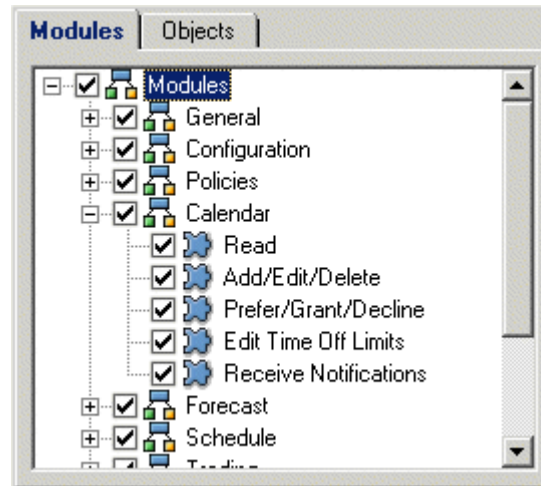 Modules Objects
Modules
General
Configuration
Policies
Calendar
Read
Add/Edit/Delete
Prefer/Grant/Decline
Edit Time Off Limits
Receive Notifications
Forecast
Schedule
Trading